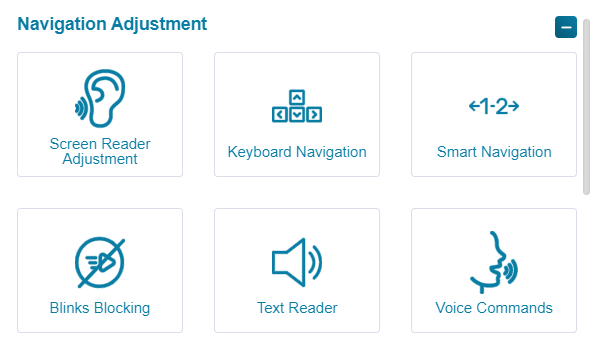 Navigation Adjustment
Screen Reader
Adjustment
Keyboard Navigation
←1-2→
Smart Navigation
Blinks Blocking
Text Reader
Voice Commands